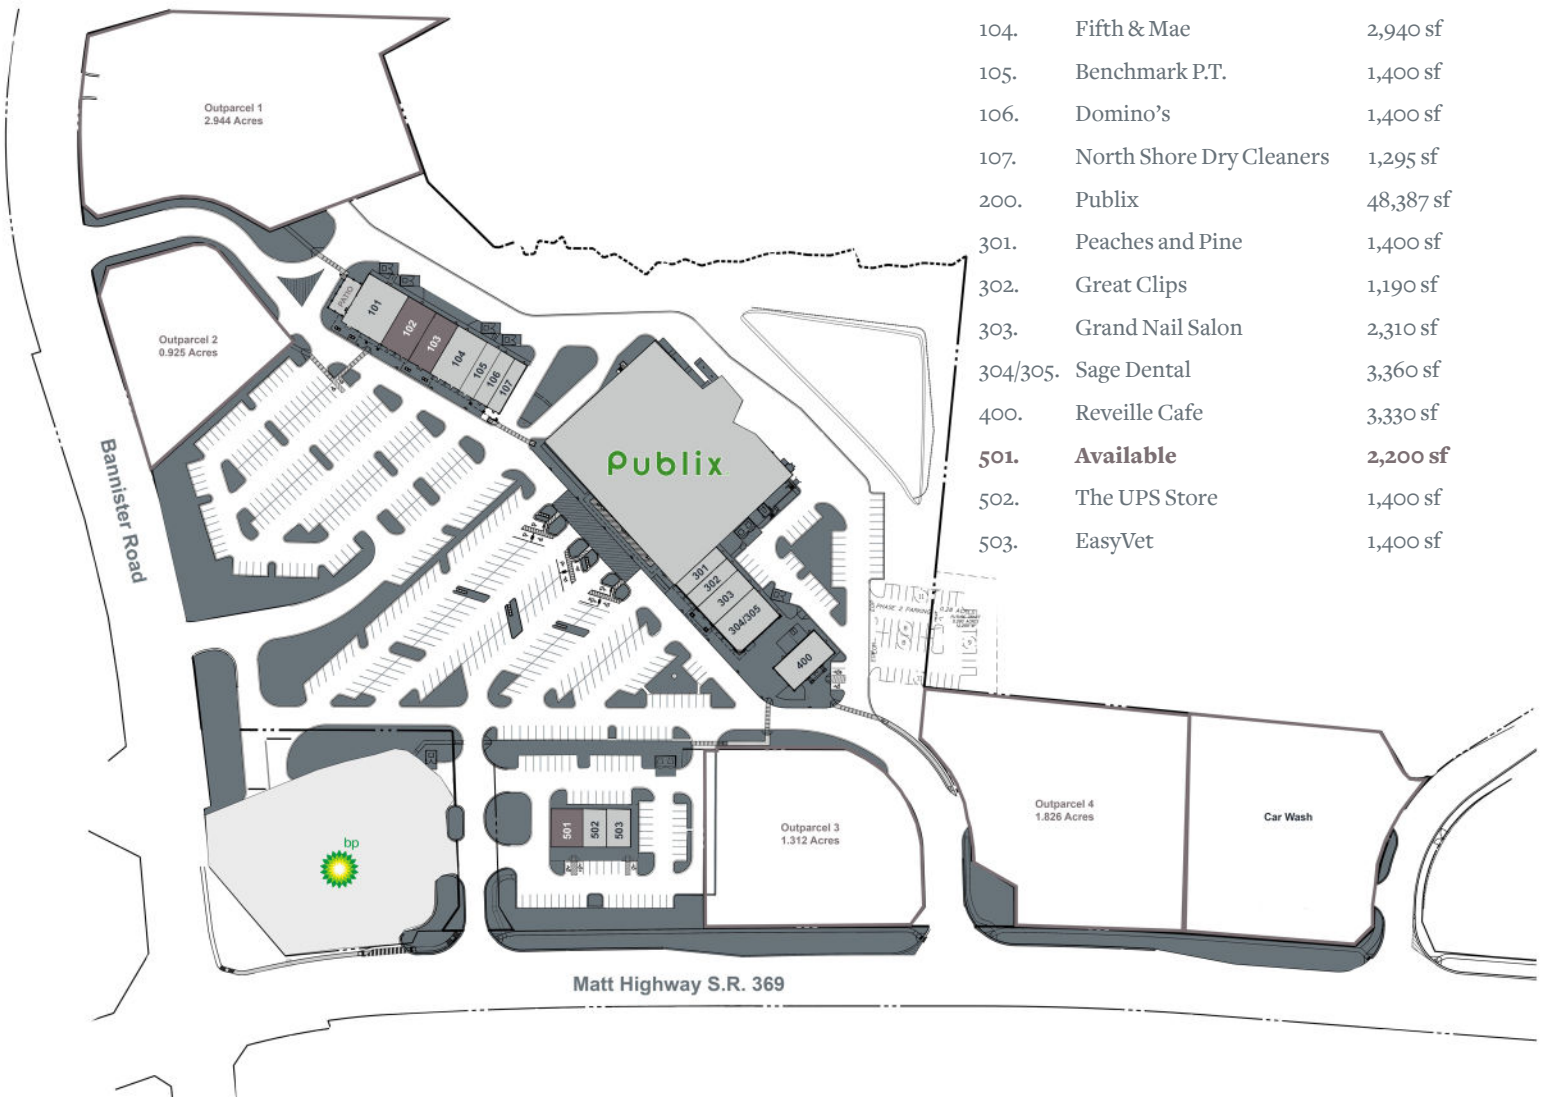 104. Fifth & Mae 2,940 sf
105. Benchmark P.T. 1,400 sf
106. Domino's 1,400 sf
107. North Shore Dry Cleaners 1,295 sf
200. Publix 48,387 sf
301. Peaches and Pine 1,400 sf
302. Great Clips 1,190 sf
303. Grand Nail Salon 2,310 sf
304/305. Sage Dental 3,360 sf
400. Reveille Cafe 3,330 sf
501. Available 2,200 sf
502. The UPS Store 1,400 sf
503. EasyVet 1,400 sf
Outparcel 1
2.944 Acres
Outparcel 2
0.925 Acres
PATIO
101
102
103
104
105
106
107
Publix
Bannister Road
301
302
303
304/305
400
PHASE 2 PARKING
0.28 ACRES
bp
501
502
503
Outparcel 3
1.312 Acres
Outparcel 4
1.826 Acres
Car Wash
Matt Highway S.R. 369